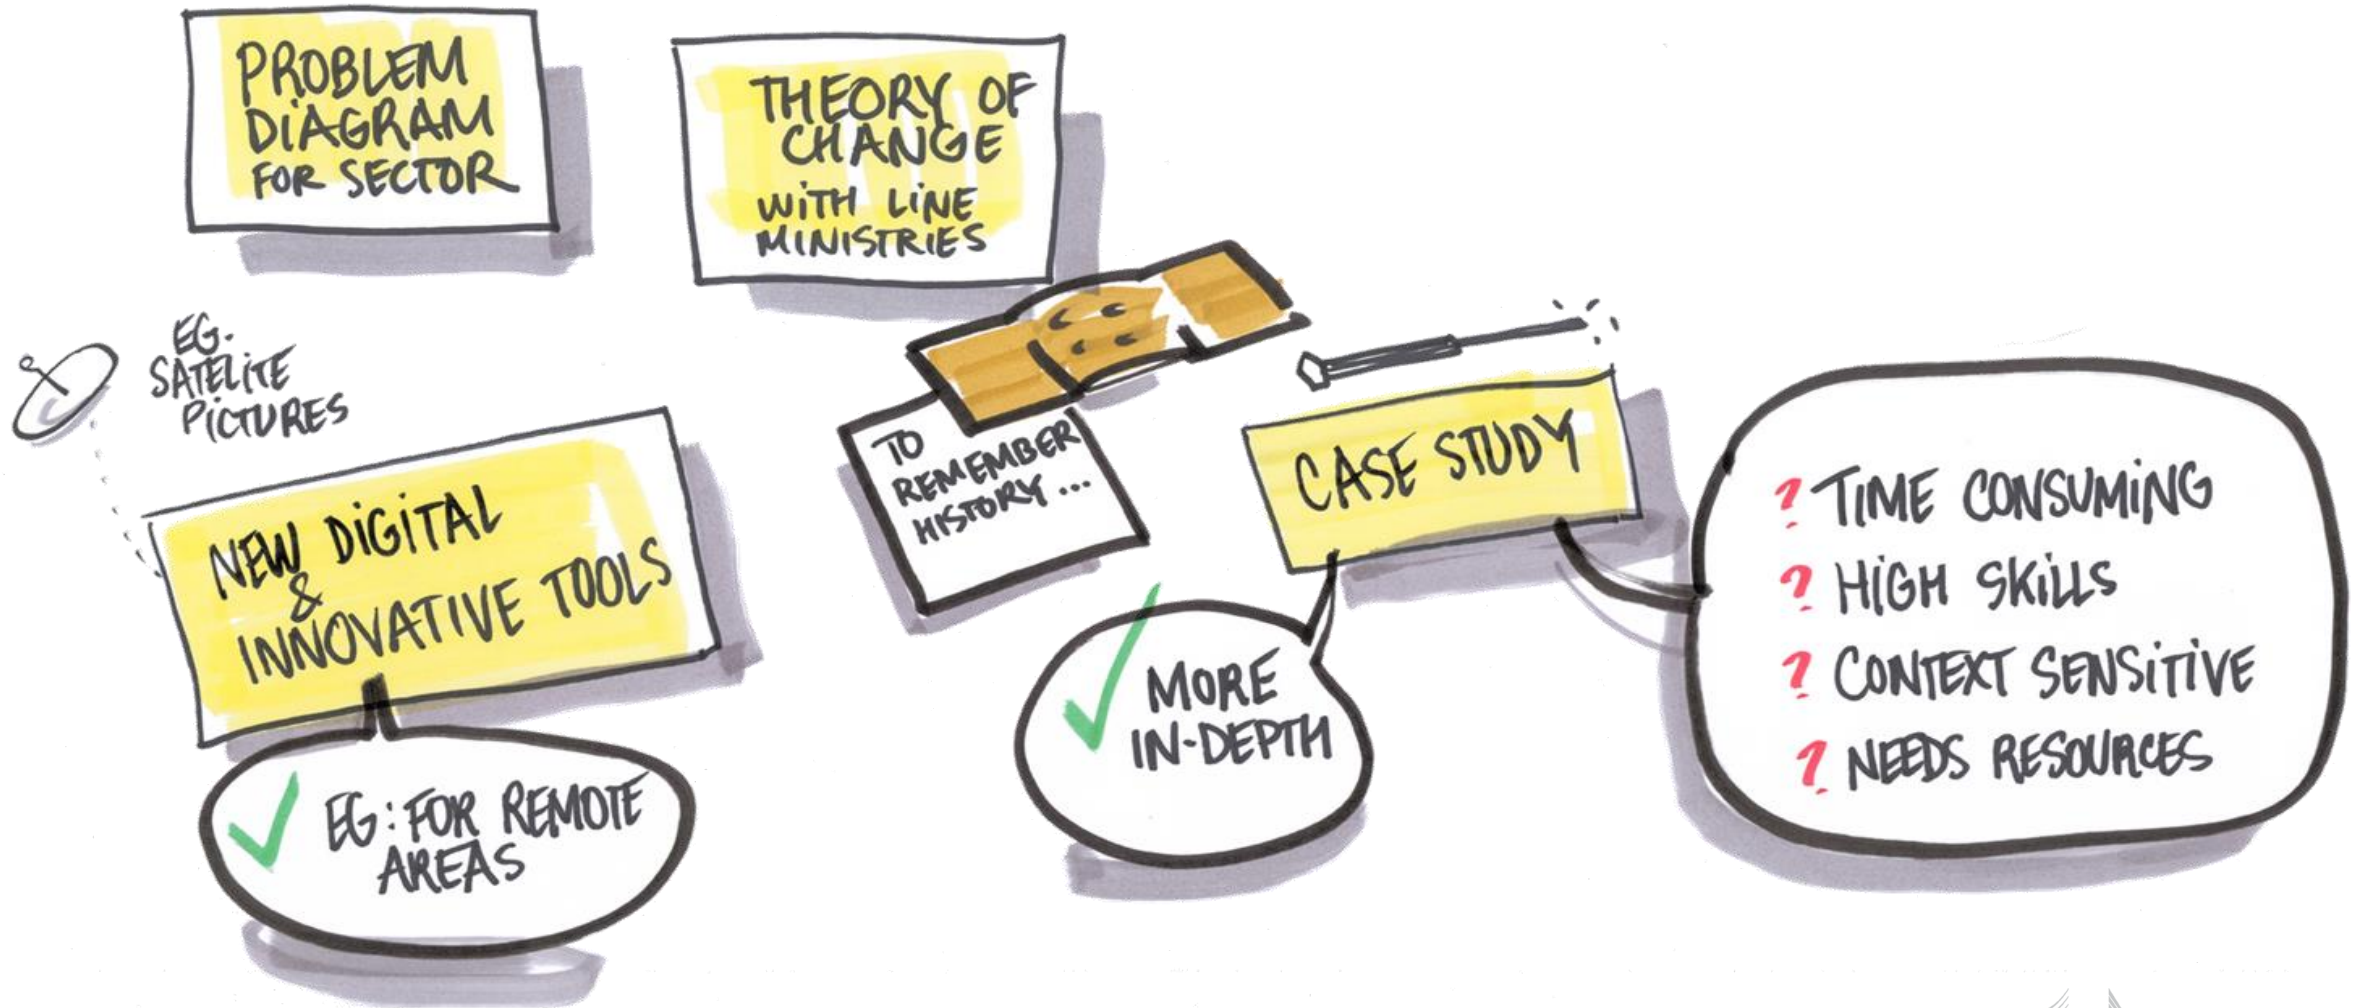 PROBLEM
DIAGRAM
FOR SECTOR
THEORY OF
CHANGE
WITH LINE
MINISTRIES
EG.
SATELITE
PICTURES
NEW DIGITAL
&
INNOVATIVE TOOLS
EG: FOR REMOTE
AREAS
TO
REMEMBER
HISTORY...
CASE STUDY
MORE
IN-DEPTH
? TIME CONSUMING
? HIGH SKILLS
? CONTEXT SENSITIVE
? NEEDS RESOURCES